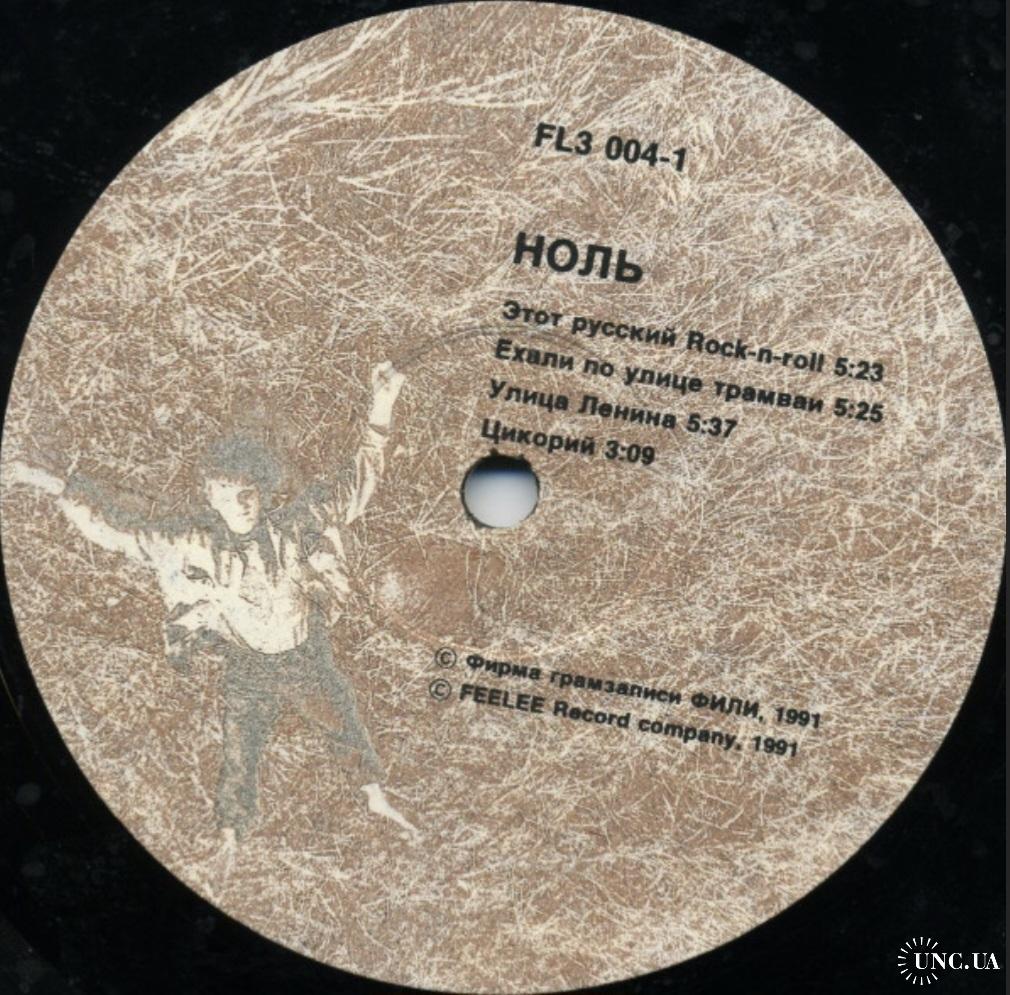 FL3 004-1
НОЛЬ
Этот русский Rock-n-roll 5:23
Ехали по улице трамваи 5:25
Улица Ленина 5:37
Цикорий 3:09
© Фирма грамзаписи ФИЛИ, 1991
© FEELEE Record company, 1991
UNC.UA